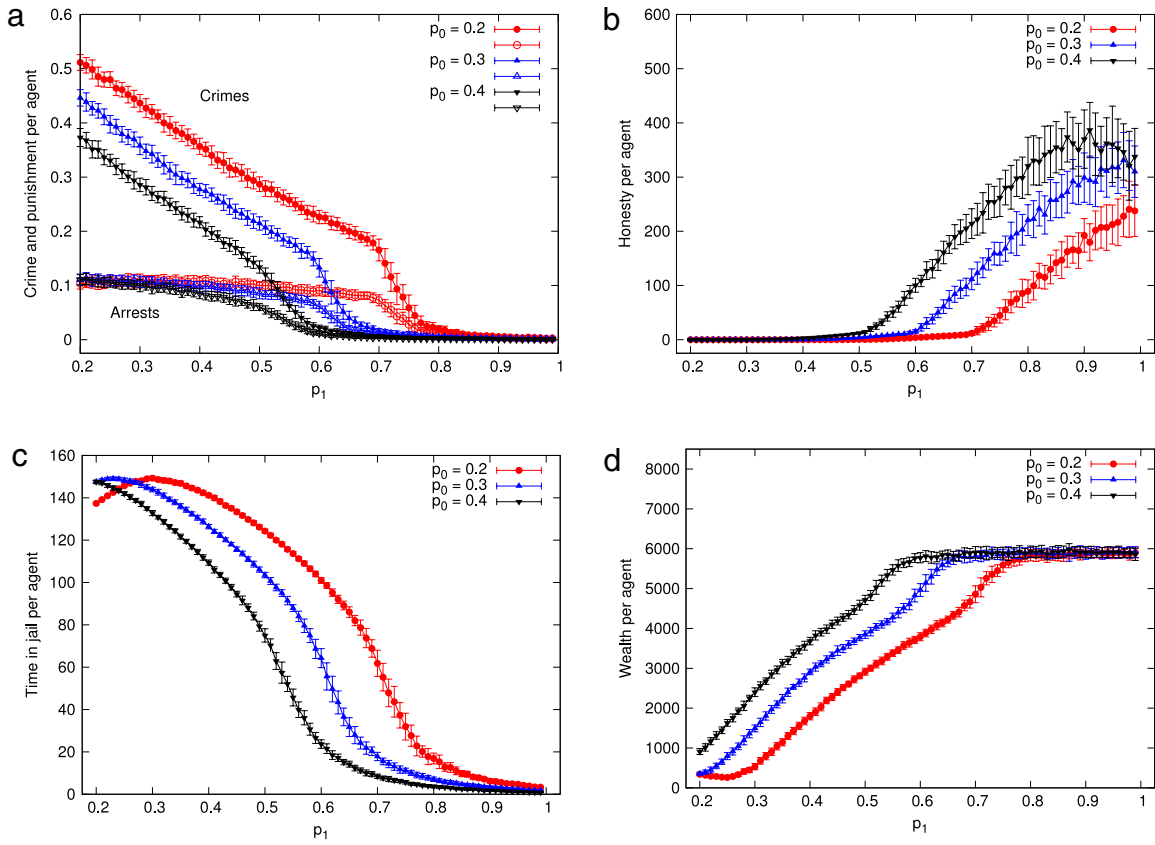 a
0.6
0.5
0.4
0.3
0.2
0.1
0
0.2 0.3 0.4 0.5 0.6 0.7 0.8 0.9 1
p1
Crime and punishment per agent
Crimes
Arrests
p0 = 0.2
p0 = 0.3
p0 = 0.4
b
600
500
400
300
200
100
0
0.2 0.3 0.4 0.5 0.6 0.7 0.8 0.9 1
p1
Honesty per agent
p0 = 0.2
p0 = 0.3
p0 = 0.4
c
160
140
120
100
80
60
40
20
0
0.2 0.3 0.4 0.5 0.6 0.7 0.8 0.9 1
p1
Time in jail per agent
p0 = 0.2
p0 = 0.3
p0 = 0.4
d
8000
7000
6000
5000
4000
3000
2000
1000
0
0.2 0.3 0.4 0.5 0.6 0.7 0.8 0.9 1
p1
Wealth per agent
p0 = 0.2
p0 = 0.3
p0 = 0.4